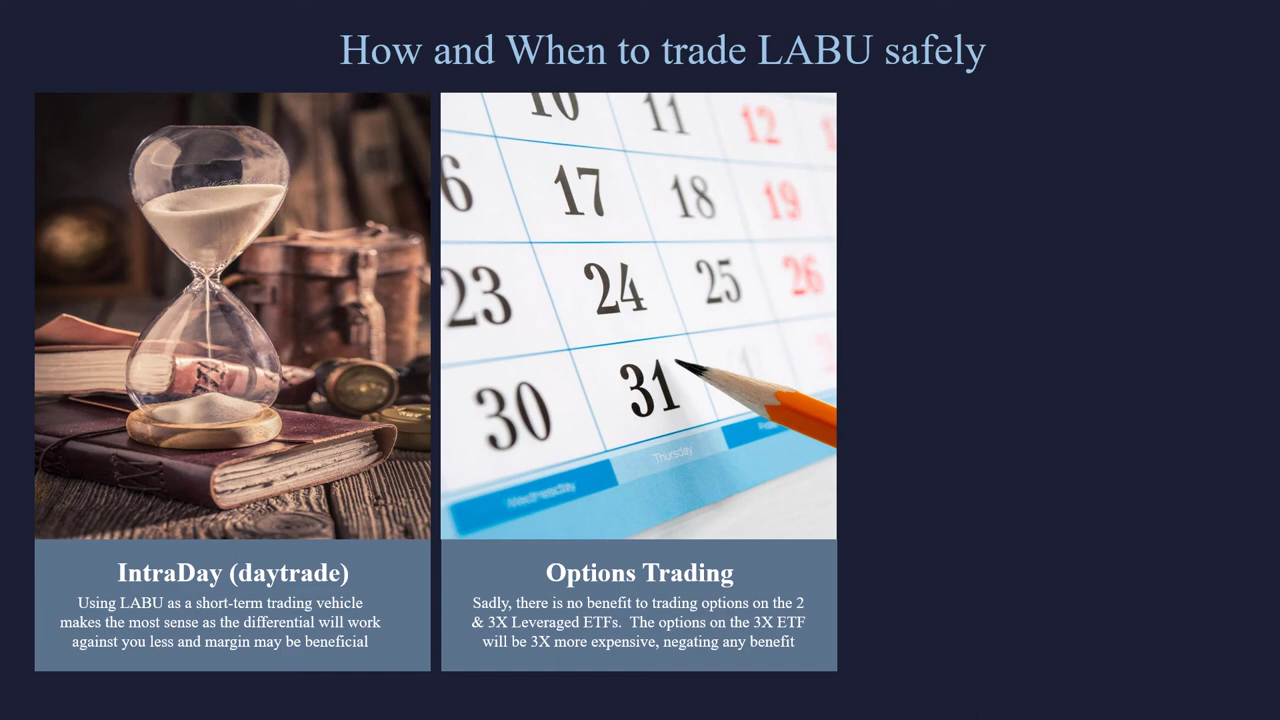 How and When to trade LABU safely
10 11 12
6 17 18 19
23 24 25 26
30 31
Wednesday Thursday
IntraDay (daytrade)
Using LABU as a short-term trading vehicle
makes the most sense as the differential will work
against you less and margin may be beneficial
Options Trading
Sadly, there is no benefit to trading options on the 2
& 3X Leveraged ETFs. The options on the 3X ETF
will be 3X more expensive, negating any benefit